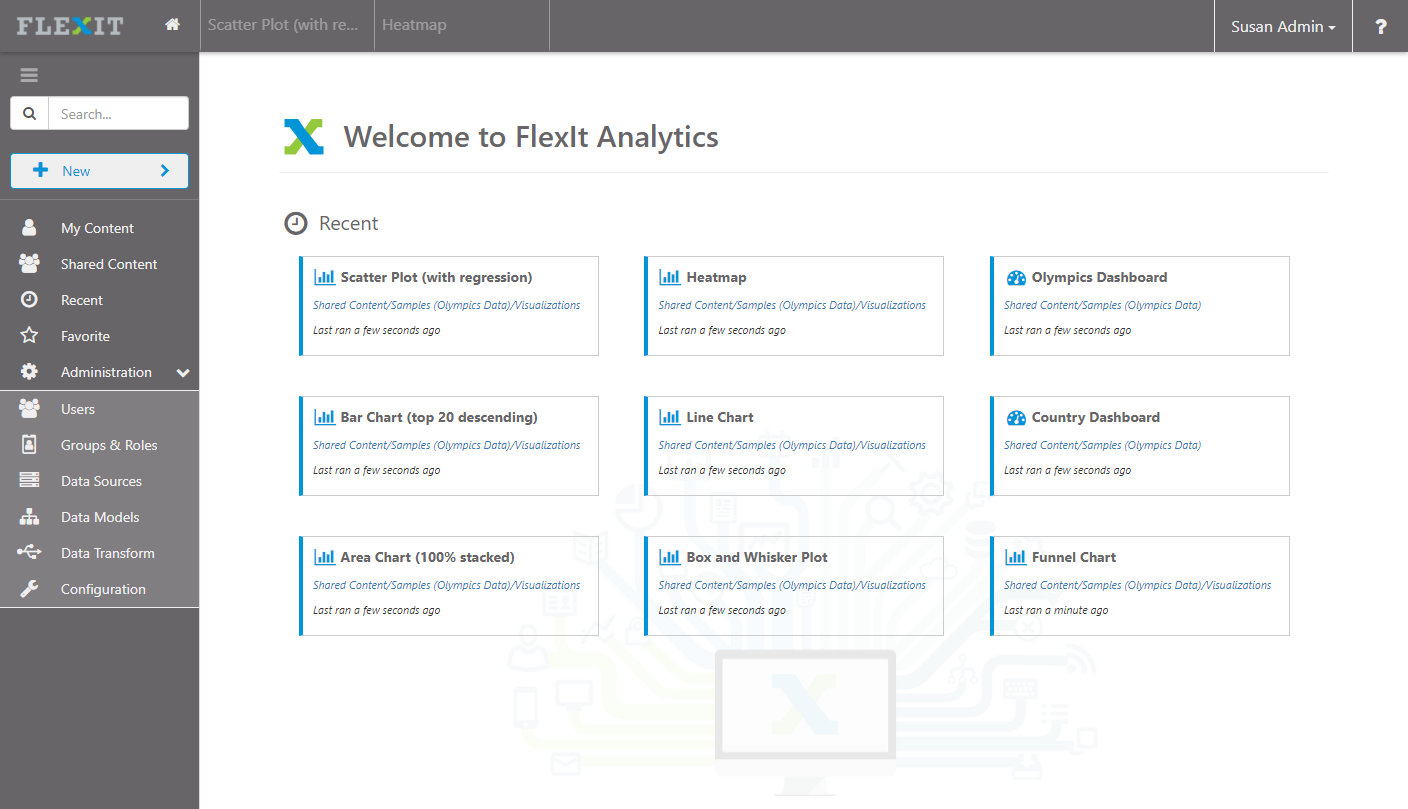 FLEXIT
Scatter Plot (with re...
Heatmap
Susan Admin
?
Search...
New
My Content
Shared Content
Recent
Favorite
Administration
Users
Groups & Roles
Data Sources
Data Models
Data Transform
Configuration
Welcome to FlexIt Analytics
Recent
Scatter Plot (with regression)
Shared Content/Samples (Olympics Data)/Visualizations
Last ran a few seconds ago
Heatmap
Shared Content/Samples (Olympics Data)/Visualizations
Last ran a few seconds ago
Olympics Dashboard
Shared Content/Samples (Olympics Data)
Last ran a few seconds ago
Bar Chart (top 20 descending)
Shared Content/Samples (Olympics Data)/Visualizations
Last ran a few seconds ago
Line Chart
Shared Content/Samples (Olympics Data)/Visualizations
Last ran a few seconds ago
Country Dashboard
Shared Content/Samples (Olympics Data)
Last ran a few seconds ago
Area Chart (100% stacked)
Shared Content/Samples (Olympics Data)/Visualizations
Last ran a few seconds ago
Box and Whisker Plot
Shared Content/Samples (Olympics Data)/Visualizations
Last ran a few seconds ago
Funnel Chart
Shared Content/Samples (Olympics Data)/Visualizations
Last ran a minute ago